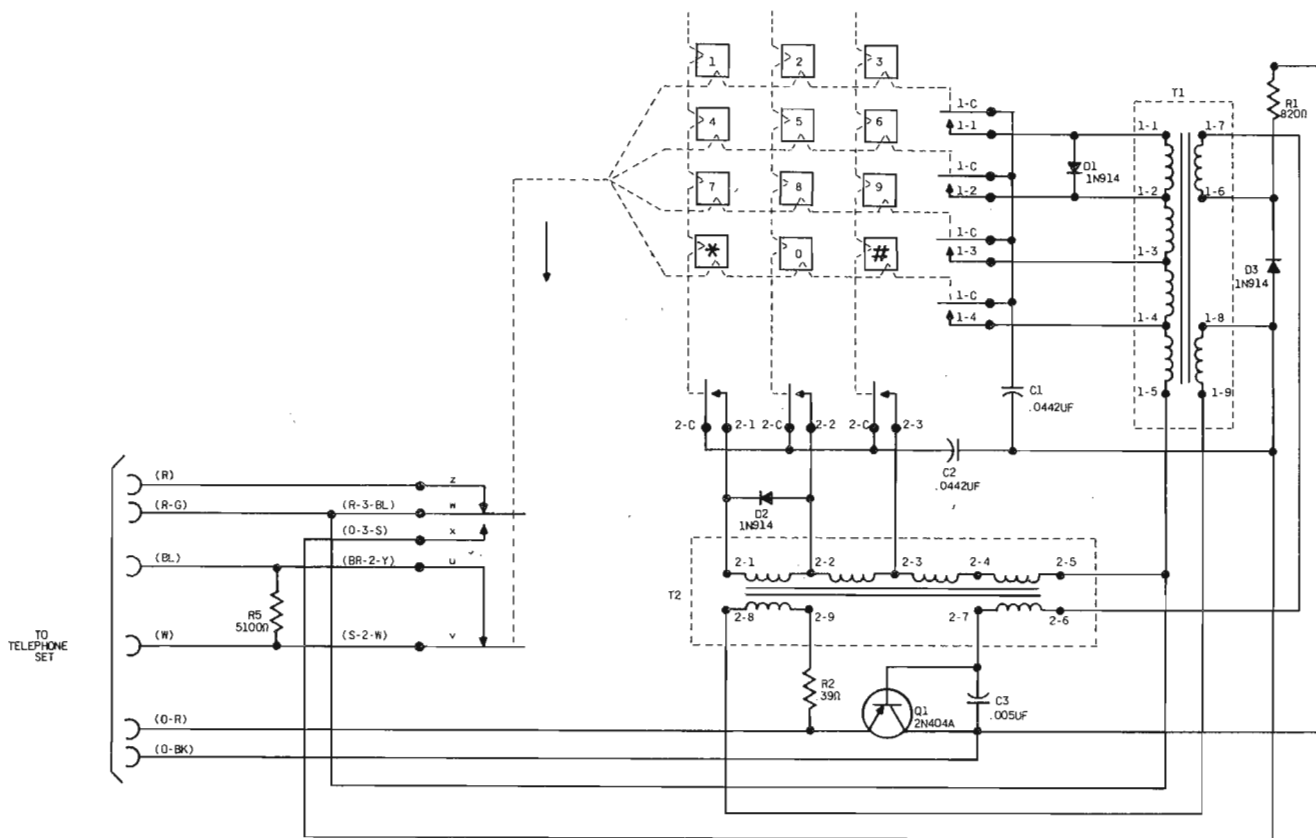 1
2
3
4
5
6
7
8
9
*
0
#
1-C
1-1
1-C
1-2
1-C
1-3
1-C
1-4
D1
1N914
T1
1-1
1-2
1-3
1-4
1-5
1-7
1-6
1-8
1-9
R1
820Ω
D3
1N914
C1
.0442UF
2-C
2-1
2-C
2-2
2-C
2-3
C2
.0442UF
D2
1N914
T2
2-1
2-2
2-3
2-4
2-5
2-8
2-9
2-7
2-6
R2
39Ω
Q1
2N404A
C3
.005UF
TO
TELEPHONE
SET
(R)
z
(R-G)
(R-3-BL)
w
(O-3-S)
x
(BL)
(BR-2-Y)
u
R5
5100Ω
(W)
(S-2-W)
v
(O-R)
(O-BK)